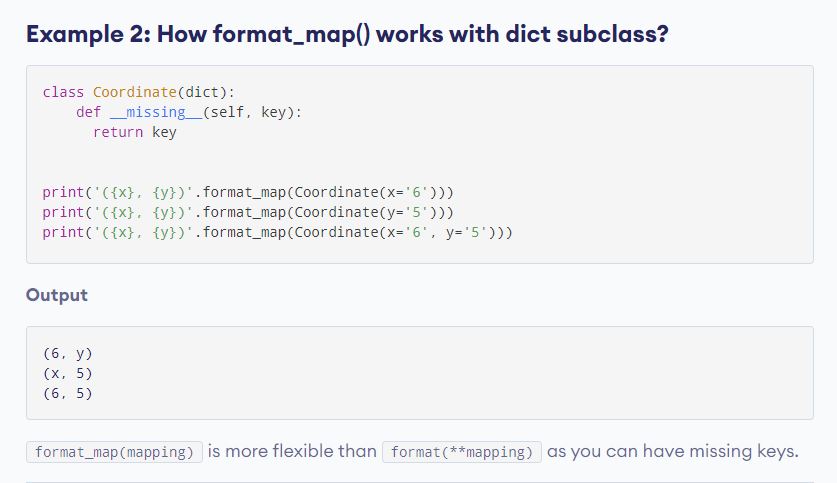 Example 2: How format_map() works with dict subclass?
class Coordinate(dict):
    def __missing__(self, key):
      return key
print('({x}, {y})'.format_map(Coordinate(x='6')))
print('({x}, {y})'.format_map(Coordinate(y='5')))
print('({x}, {y})'.format_map(Coordinate(x='6', y='5')))
Output
(6, y)
(x, 5)
(6, 5)
format_map(mapping) is more flexible than format(**mapping) as you can have missing keys.